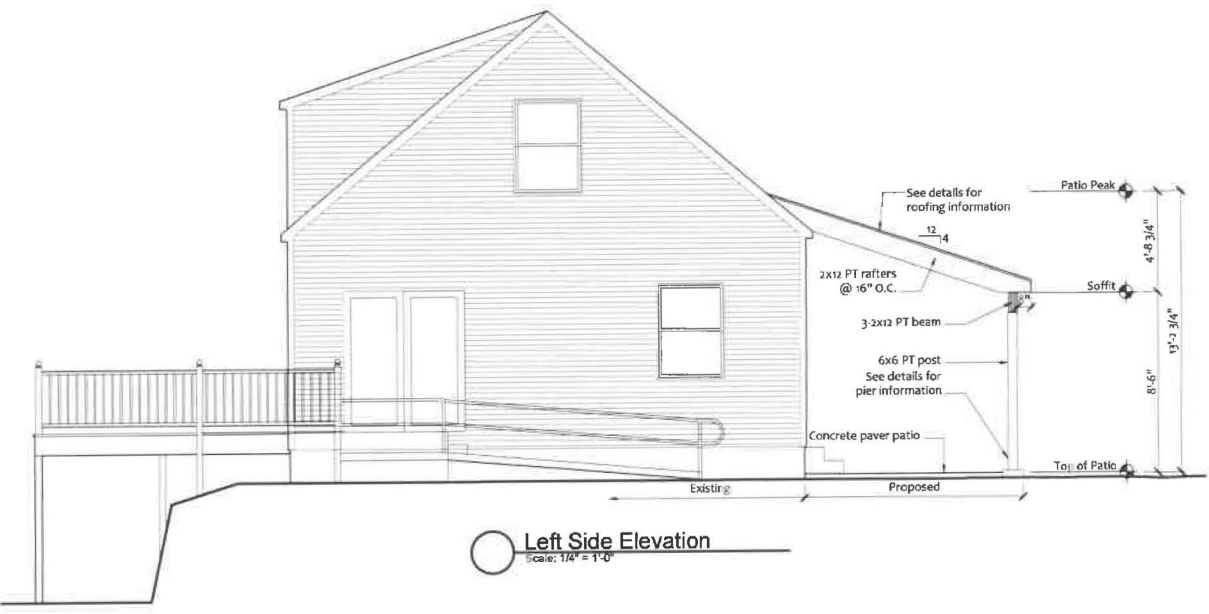 Patio Peak
See details for
roofing information
12
4
4'-8 3/4"
2x12 PT rafters
@ 16" O.C.
Soffit
8"
3-2x12 PT beam
13'-2 3/4"
6x6 PT post
See details for
pier information
8'-6"
Concrete paver patio
Top of Patio
Existing
Proposed
Left Side Elevation
Scale: 1/4" = 1'-0"